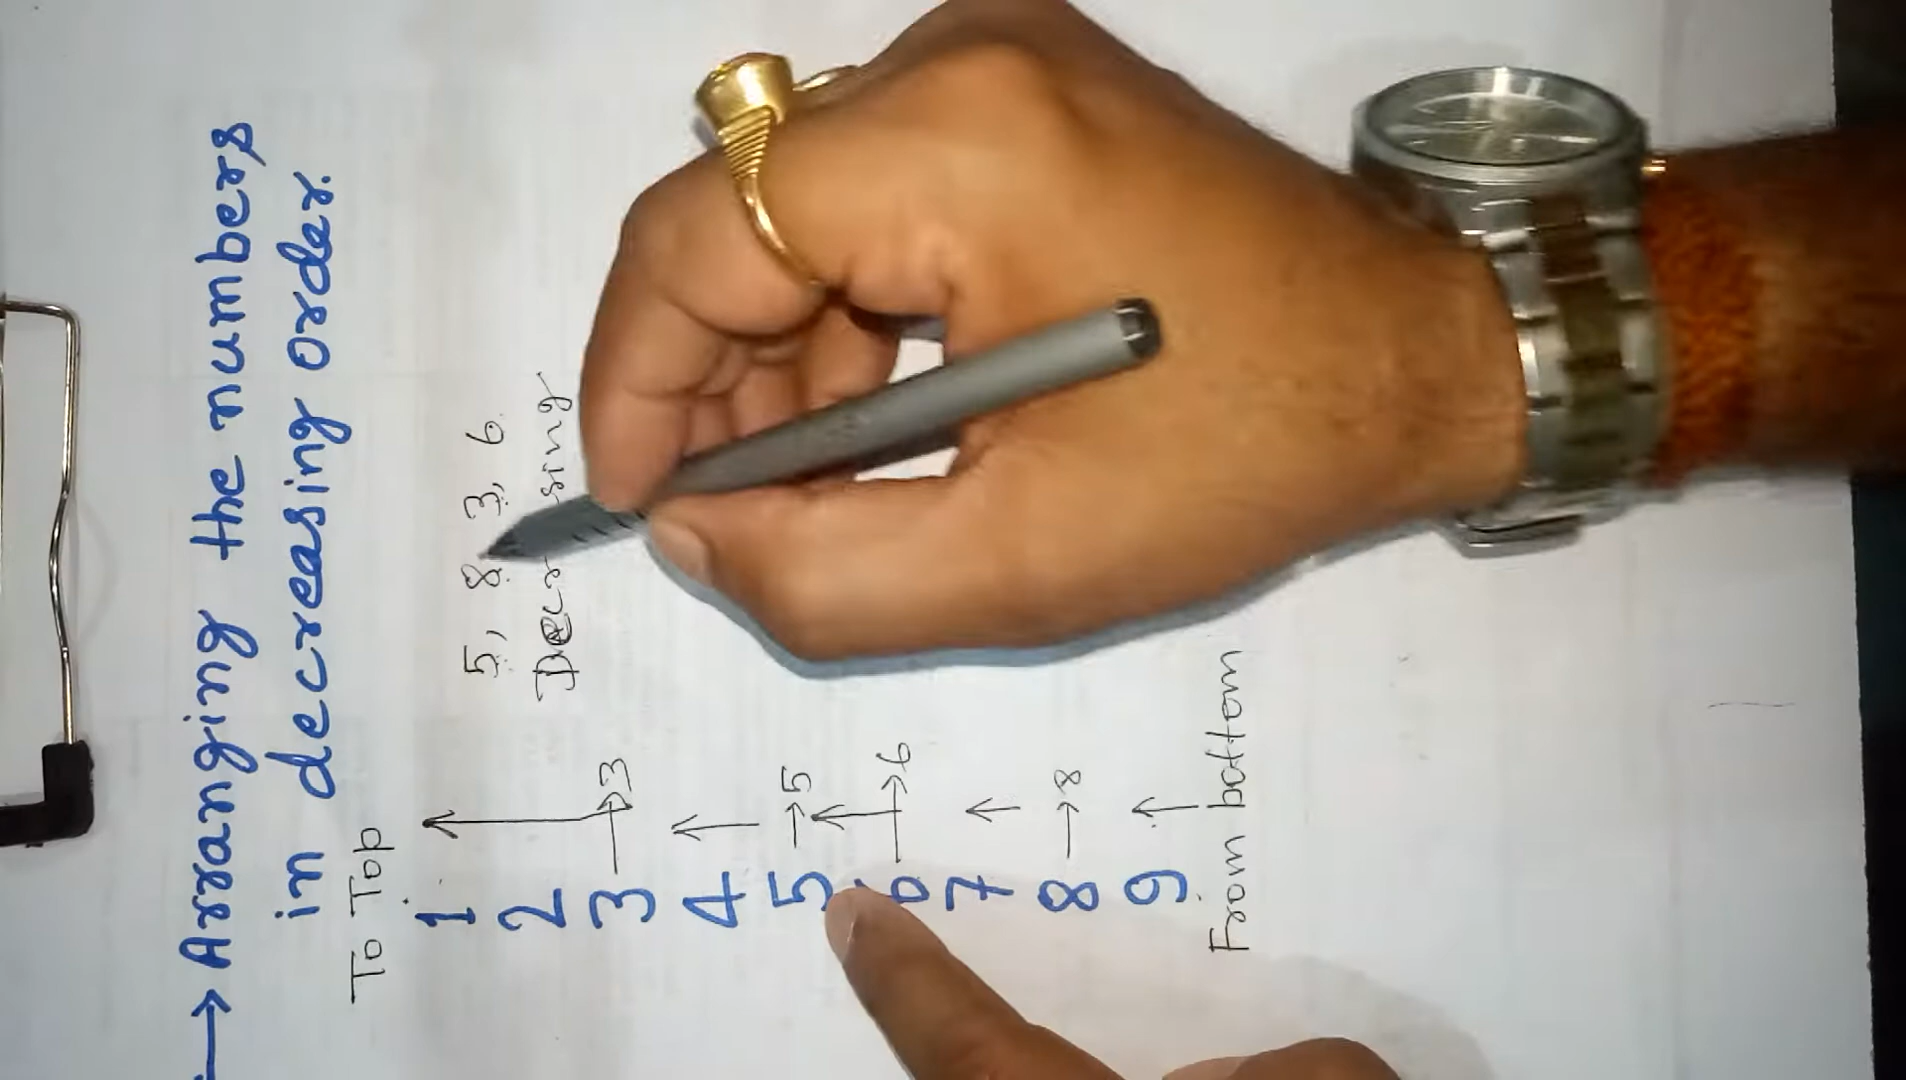 → Arranging the numbers
in decreasing order.
To Top
5, 8, 3, 6
1
2
3 → 3
4
5 → 5
6 → 6
7
8 → 8
9
From bottom